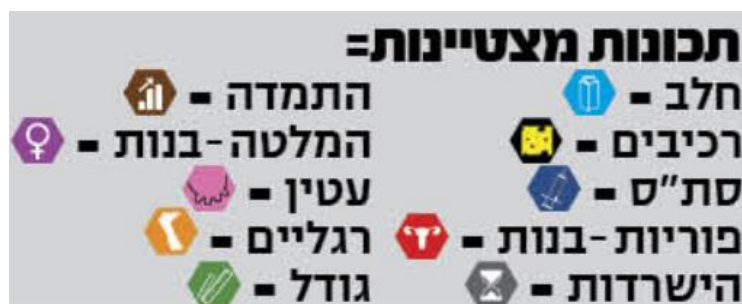 תכונות מצטיינות=
חלב =
רכיבים =
סת"ס =
פוריות-בנות =
הישרדות =
התמדה =
המלטה-בנות =
עטין =
רגליים =
גודל =